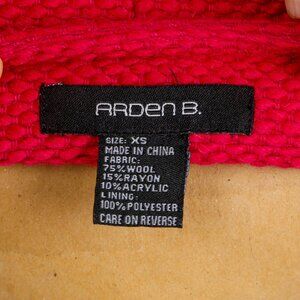 ARDEN B.
SIZE: XS
MADE IN CHINA
FABRIC:
75% WOOL
15% RAYON
10% ACRYLIC
LINING:
100% POLYESTER
CARE ON REVERSE